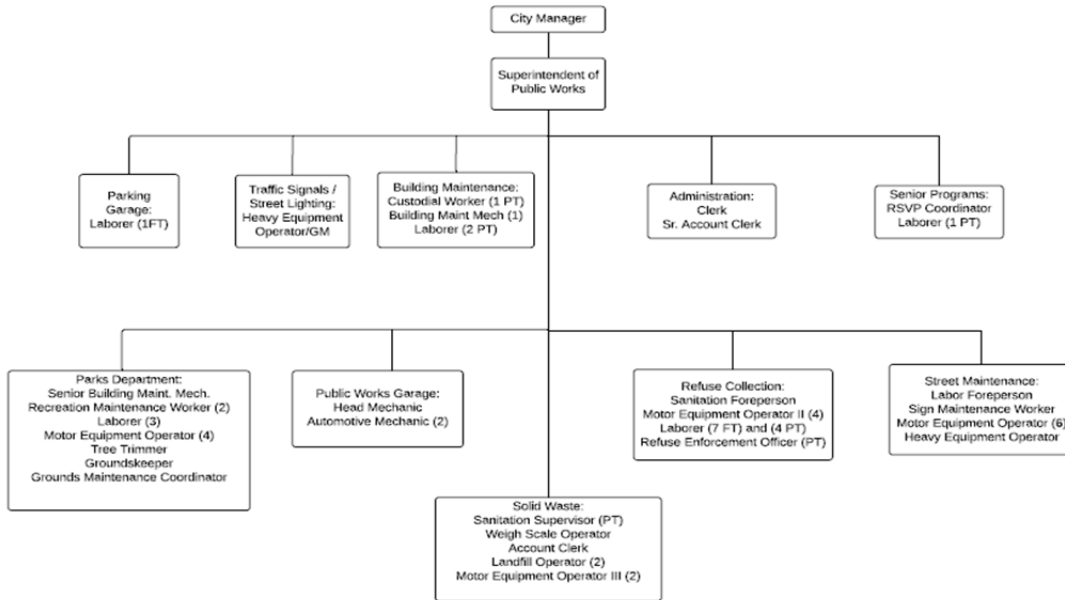 City Manager
Superintendent of
Public Works
Parking
Garage:
Laborer (1FT)
Traffic Signals /
Street Lighting:
Heavy Equipment
Operator/GM
Building Maintenance:
Custodial Worker (1 PT)
Building Maint Mech (1)
Laborer (2 PT)
Administration:
Clerk
Sr. Account Clerk
Senior Programs:
RSVP Coordinator
Laborer (1 PT)
Parks Department:
Senior Building Maint. Mech.
Recreation Maintenance Worker (2)
Laborer (3)
Motor Equipment Operator (4)
Tree Trimmer
Groundskeeper
Grounds Maintenance Coordinator
Public Works Garage:
Head Mechanic
Automotive Mechanic (2)
Refuse Collection:
Sanitation Foreperson
Motor Equipment Operator II (4)
Laborer (7 FT) and (4 PT)
Refuse Enforcement Officer (PT)
Street Maintenance:
Labor Foreperson
Sign Maintenance Worker
Motor Equipment Operator (6)
Heavy Equipment Operator
Solid Waste:
Sanitation Supervisor (PT)
Weigh Scale Operator
Account Clerk
Landfill Operator (2)
Motor Equipment Operator III (2)